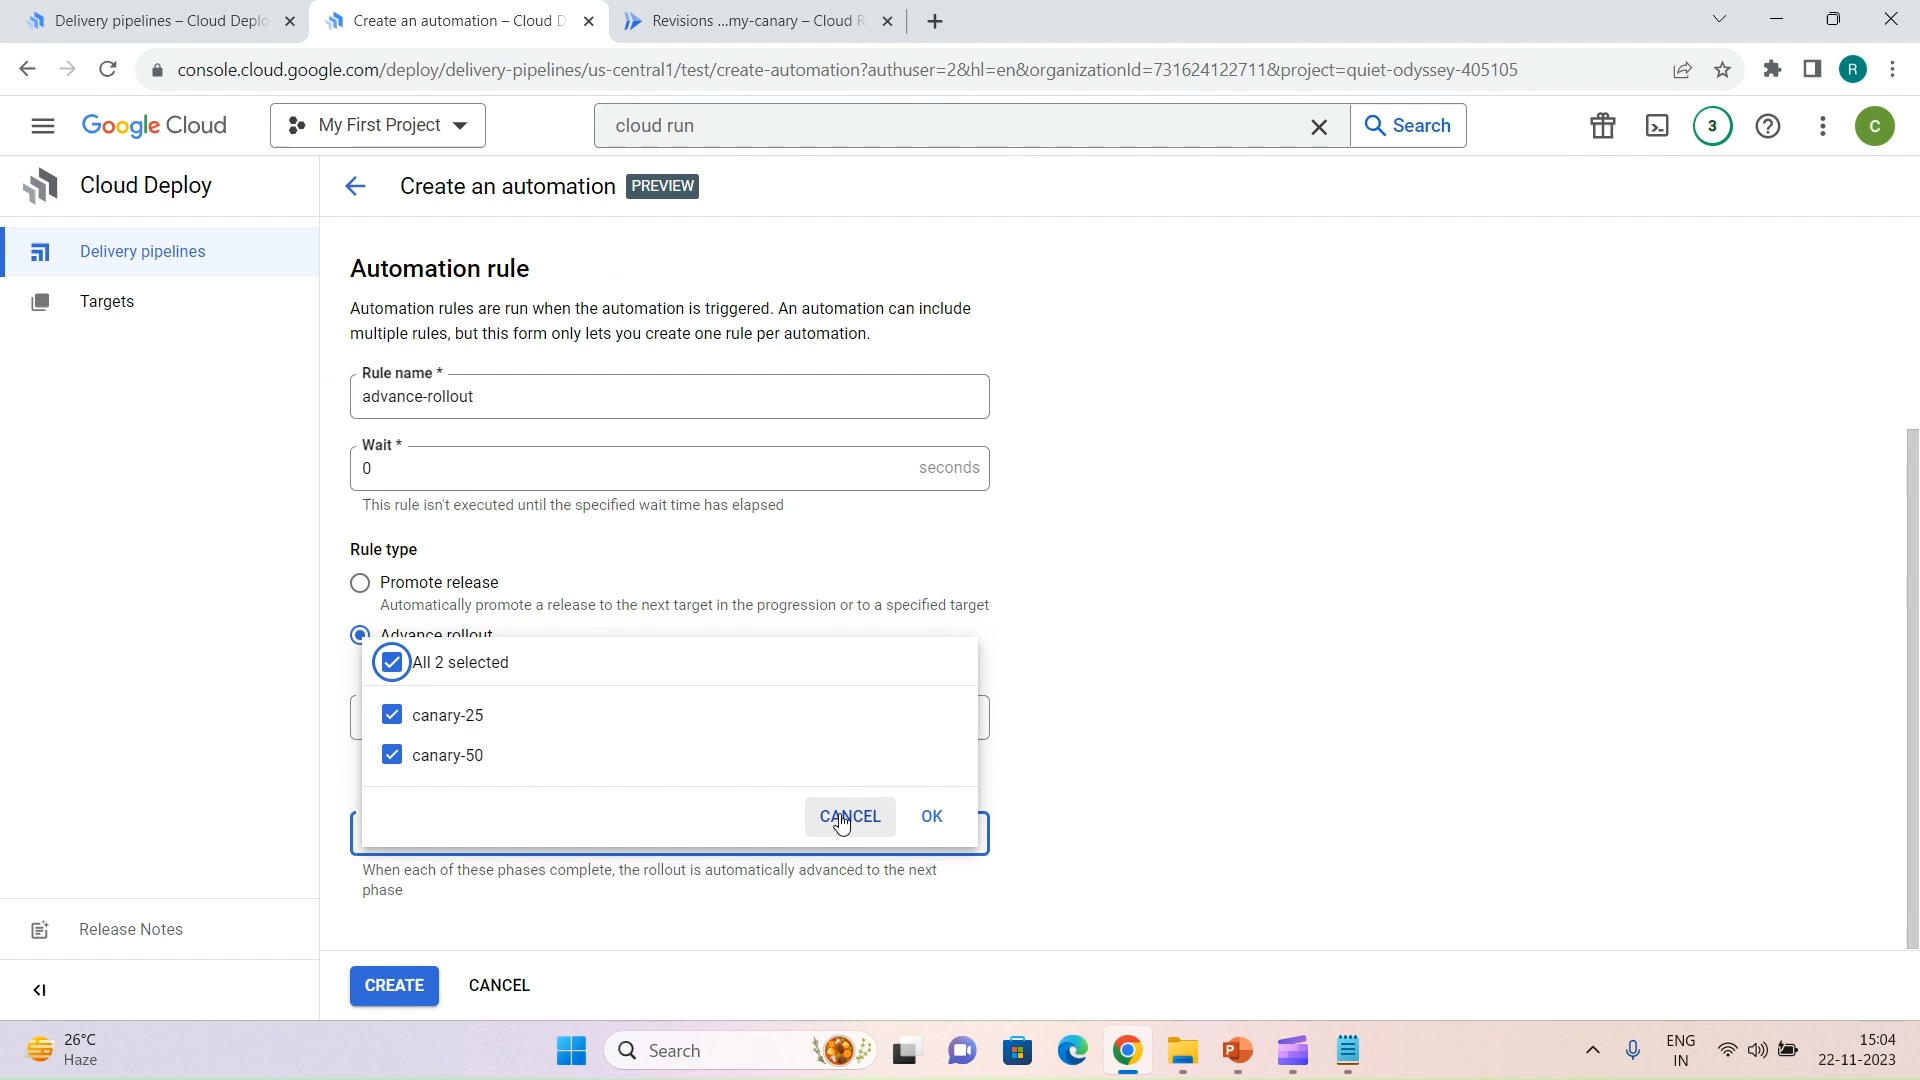 Delivery pipelines – Cloud Deplo
Create an automation – Cloud D
Revisions ...my-canary – Cloud R
console.cloud.google.com/deploy/delivery-pipelines/us-central1/test/create-automation?authuser=2&hl=en&organizationId=731624122711&project=quiet-odyssey-405105
R
Google Cloud
My First Project
cloud run
Search
3
C
Cloud Deploy
Create an automation PREVIEW
Delivery pipelines
Targets
Automation rule
Automation rules are run when the automation is triggered. An automation can include
multiple rules, but this form only lets you create one rule per automation.
Rule name *
advance-rollout
Wait *
0 seconds
This rule isn't executed until the specified wait time has elapsed
Rule type
Promote release
Automatically promote a release to the next target in the progression or to a specified target
Advance rollout
All 2 selected
canary-25
canary-50
CANCEL OK
When each of these phases complete, the rollout is automatically advanced to the next
phase
Release Notes
CREATE CANCEL
26°C
Haze
Search
ENG
IN
15:04
22-11-2023